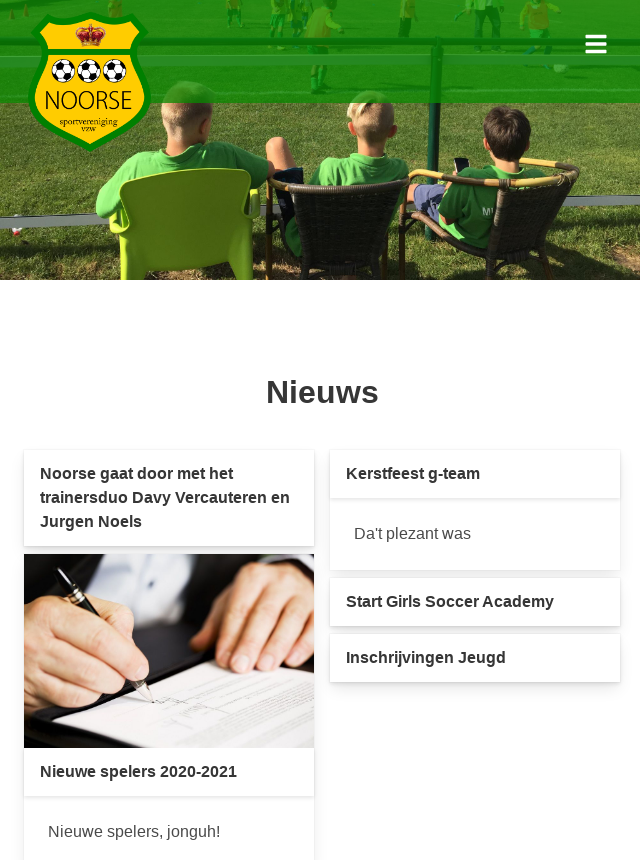 NOORSE
sportvereniging
vzw
Nieuws
Noorse gaat door met het
trainersduo Davy Vercauteren en
Jurgen Noels
Nieuwe spelers 2020-2021
Nieuwe spelers, jonguh!
Kerstfeest g-team
Da't plezant was
Start Girls Soccer Academy
Inschrijvingen Jeugd